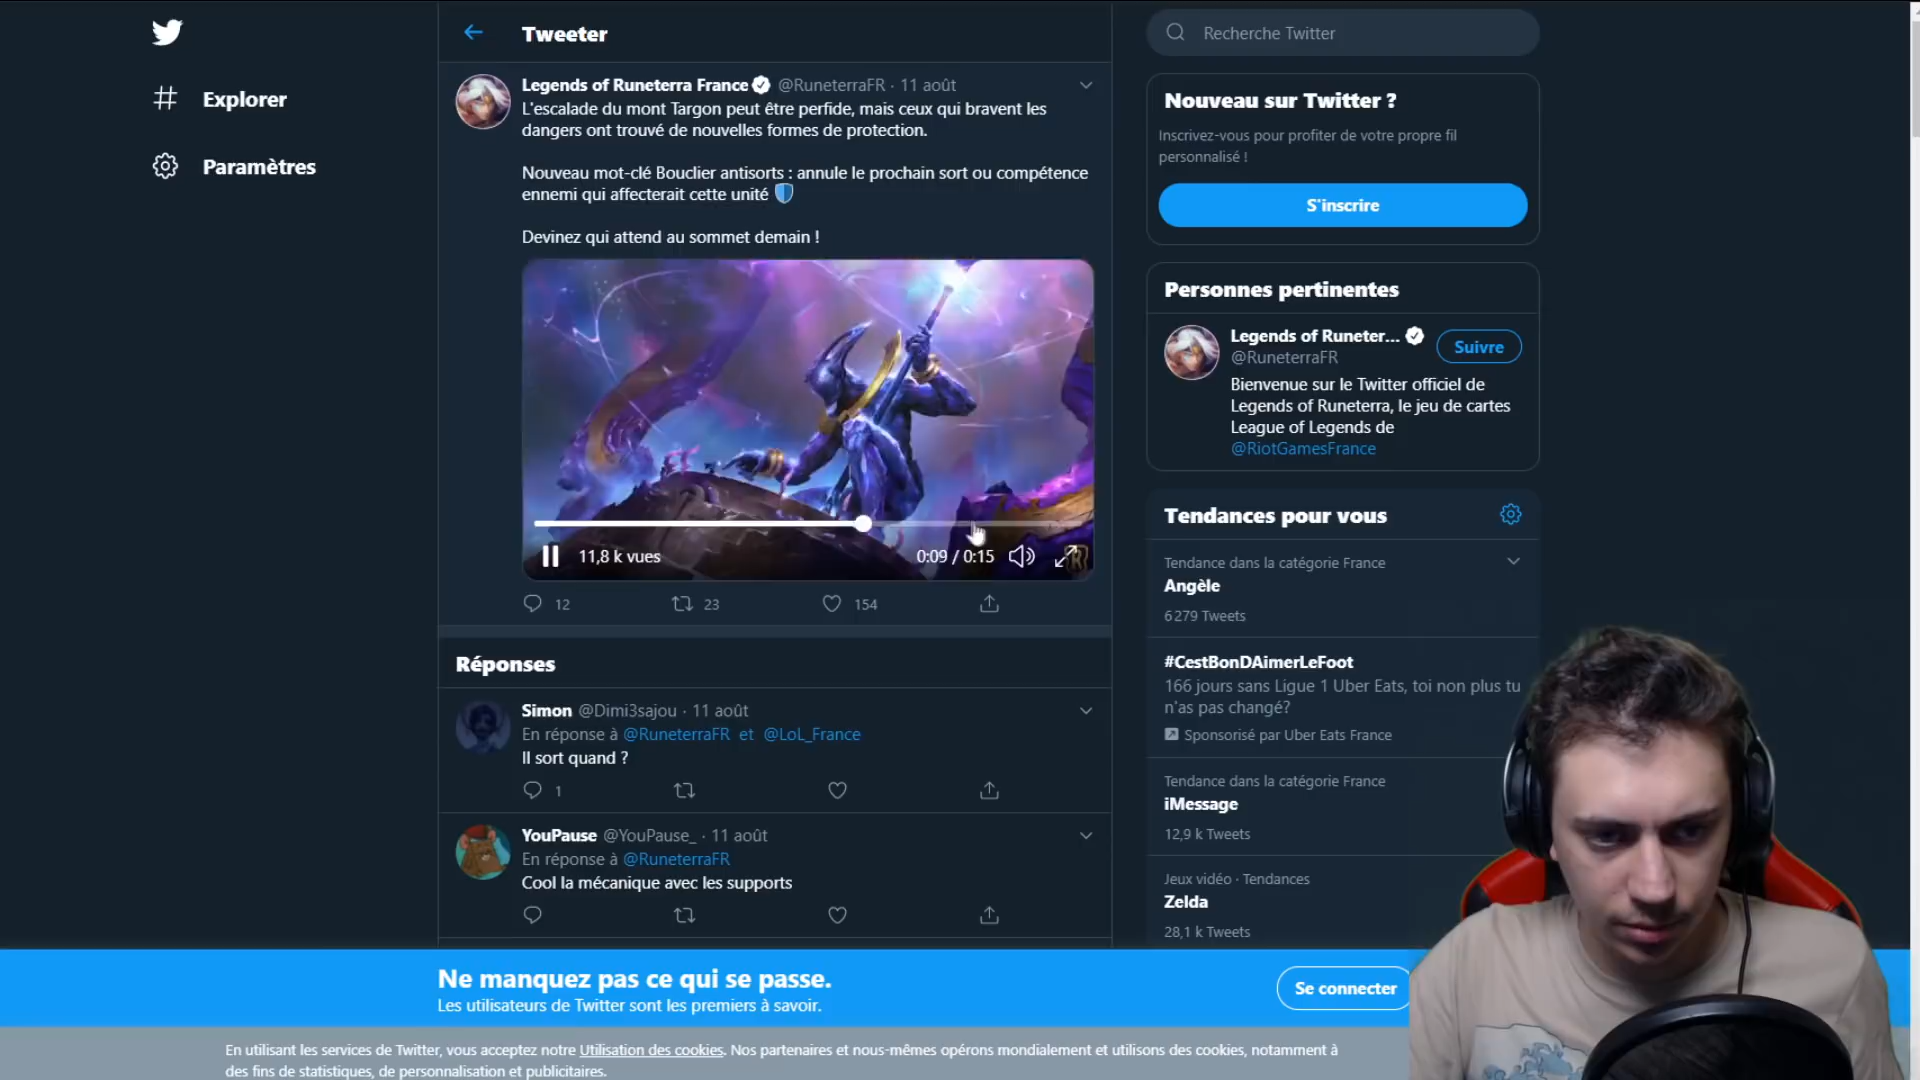 Explorer
Paramètres
Tweeter
Legends of Runeterra France @RuneterraFR · 11 août
L'escalade du mont Targon peut être perfide, mais ceux qui bravent les
dangers ont trouvé de nouvelles formes de protection.
Nouveau mot-clé Bouclier antisorts : annule le prochain sort ou compétence
ennemi qui affecterait cette unité
Devinez qui attend au sommet demain !
11,8 k vues
0:09 / 0:15
12
23
154
Réponses
Simon @Dimi3sajou · 11 août
En réponse à @RuneterraFR et @LoL_France
Il sort quand ?
1
YouPause @YouPause_ · 11 août
En réponse à @RuneterraFR
Cool la mécanique avec les supports
Recherche Twitter
Nouveau sur Twitter ?
Inscrivez-vous pour profiter de votre propre fil
personnalisé !
S'inscrire
Personnes pertinentes
Legends of Runeter...
@RuneterraFR
Suivre
Bienvenue sur le Twitter officiel de
Legends of Runeterra, le jeu de cartes
League of Legends de
@RiotGamesFrance
Tendances pour vous
Tendance dans la catégorie France
Angèle
6 279 Tweets
#CestBonDAimerLeFoot
166 jours sans Ligue 1 Uber Eats, toi non plus tu
n'as pas changé?
Sponsorisé par Uber Eats France
Tendance dans la catégorie France
iMessage
12,9 k Tweets
Jeux vidéo · Tendances
Zelda
28,1 k Tweets
Ne manquez pas ce qui se passe.
Les utilisateurs de Twitter sont les premiers à savoir.
Se connecter
En utilisant les services de Twitter, vous acceptez notre Utilisation des cookies. Nos partenaires et nous-mêmes opérons mondialement et utilisons des cookies, notamment à
des fins de statistiques, de personnalisation et publicitaires.